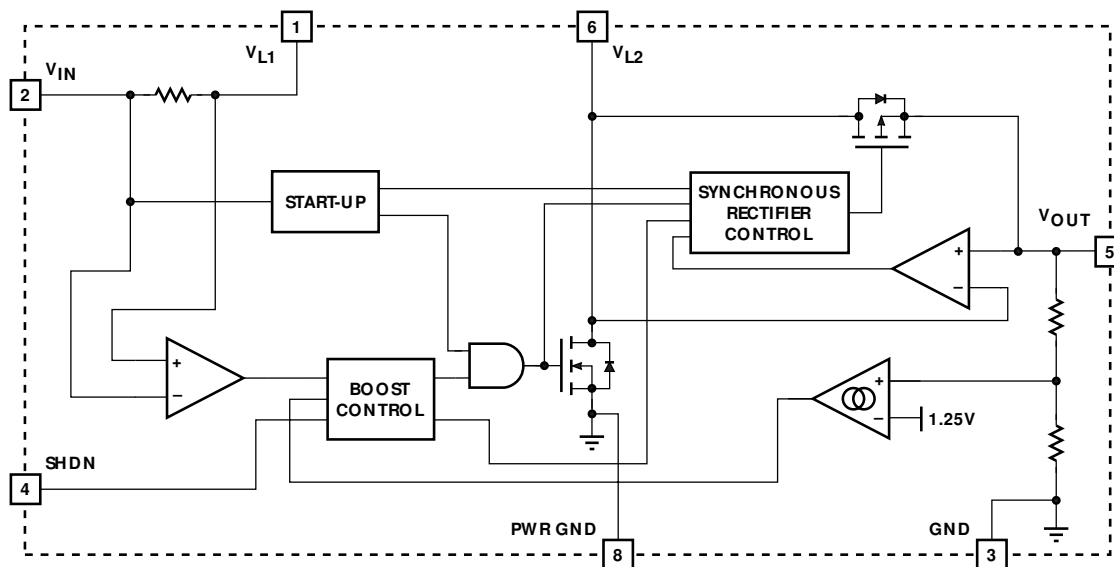 1
6
V_L1
V_L2
V_IN
2
START-UP
SYNCHRONOUS
RECTIFIER
CONTROL
V_OUT
+
−
5
+
−
BOOST
CONTROL
+
−
1.25V
SHDN
4
PWR GND
8
GND
3